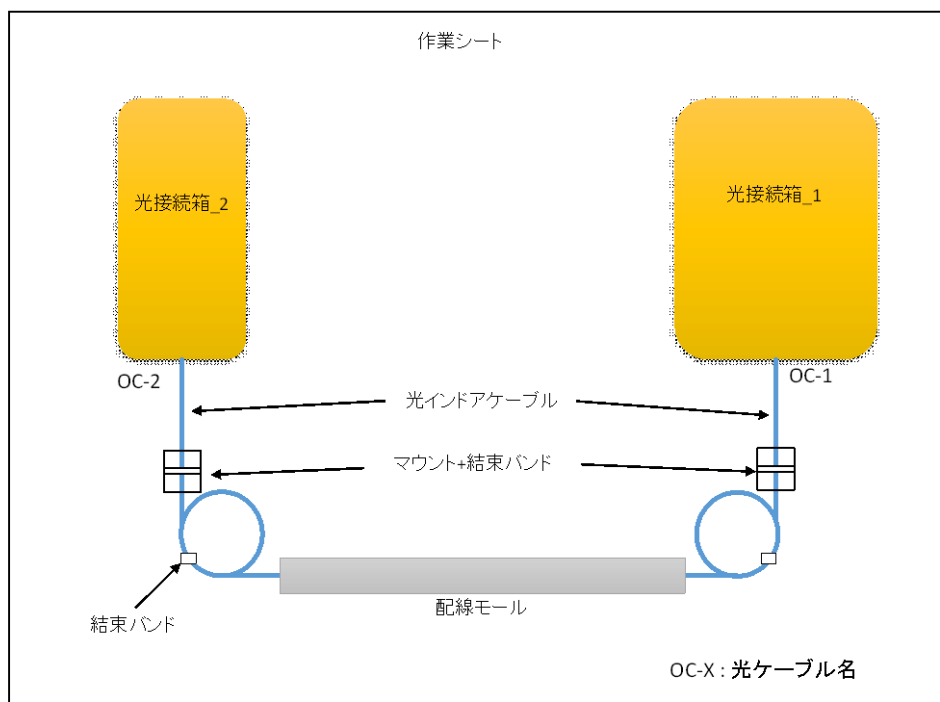 作業シート
光接続箱_2
光接続箱_1
OC-2
OC-1
光インドアケーブル
マウント+結束バンド
配線モール
結束バンド
OC-X : 光ケーブル名